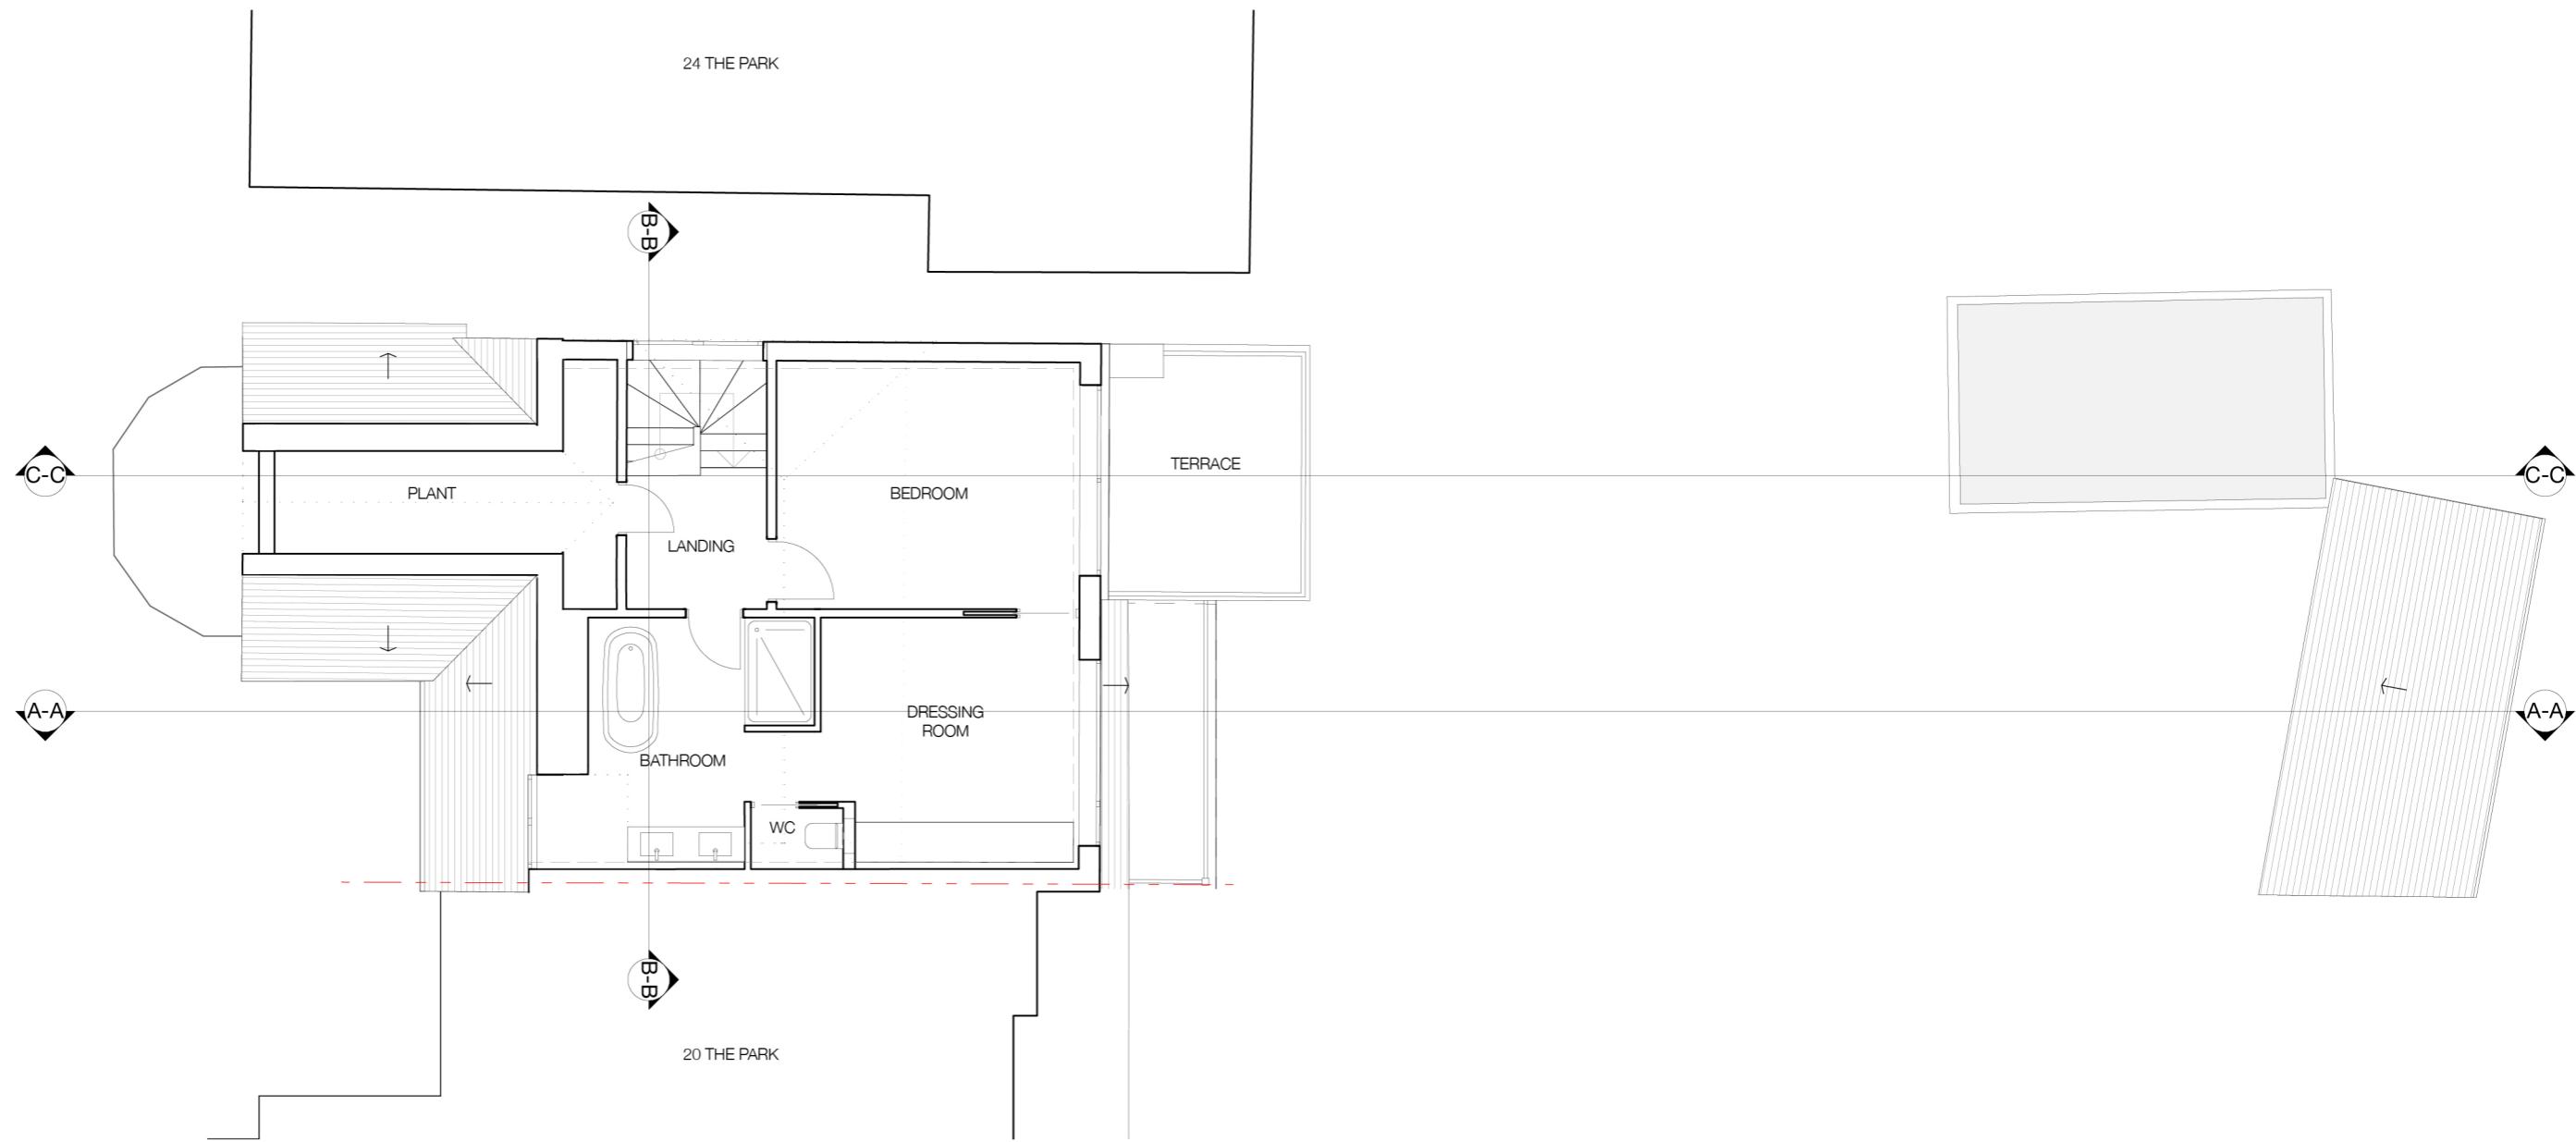 24 THE PARK
B-B
C-C
TERRACE
C-C
PLANT
BEDROOM
LANDING
A-A
DRESSING
ROOM
A-A
BATHROOM
WC
B-B
20 THE PARK